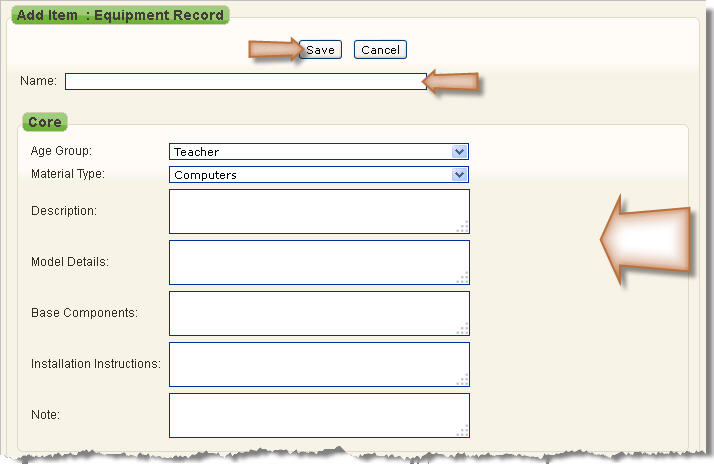 Add Item : Equipment Record
Save Cancel
Name:
Core
Age Group: Teacher
Material Type: Computers
Description:
Model Details:
Base Components:
Installation Instructions:
Note: